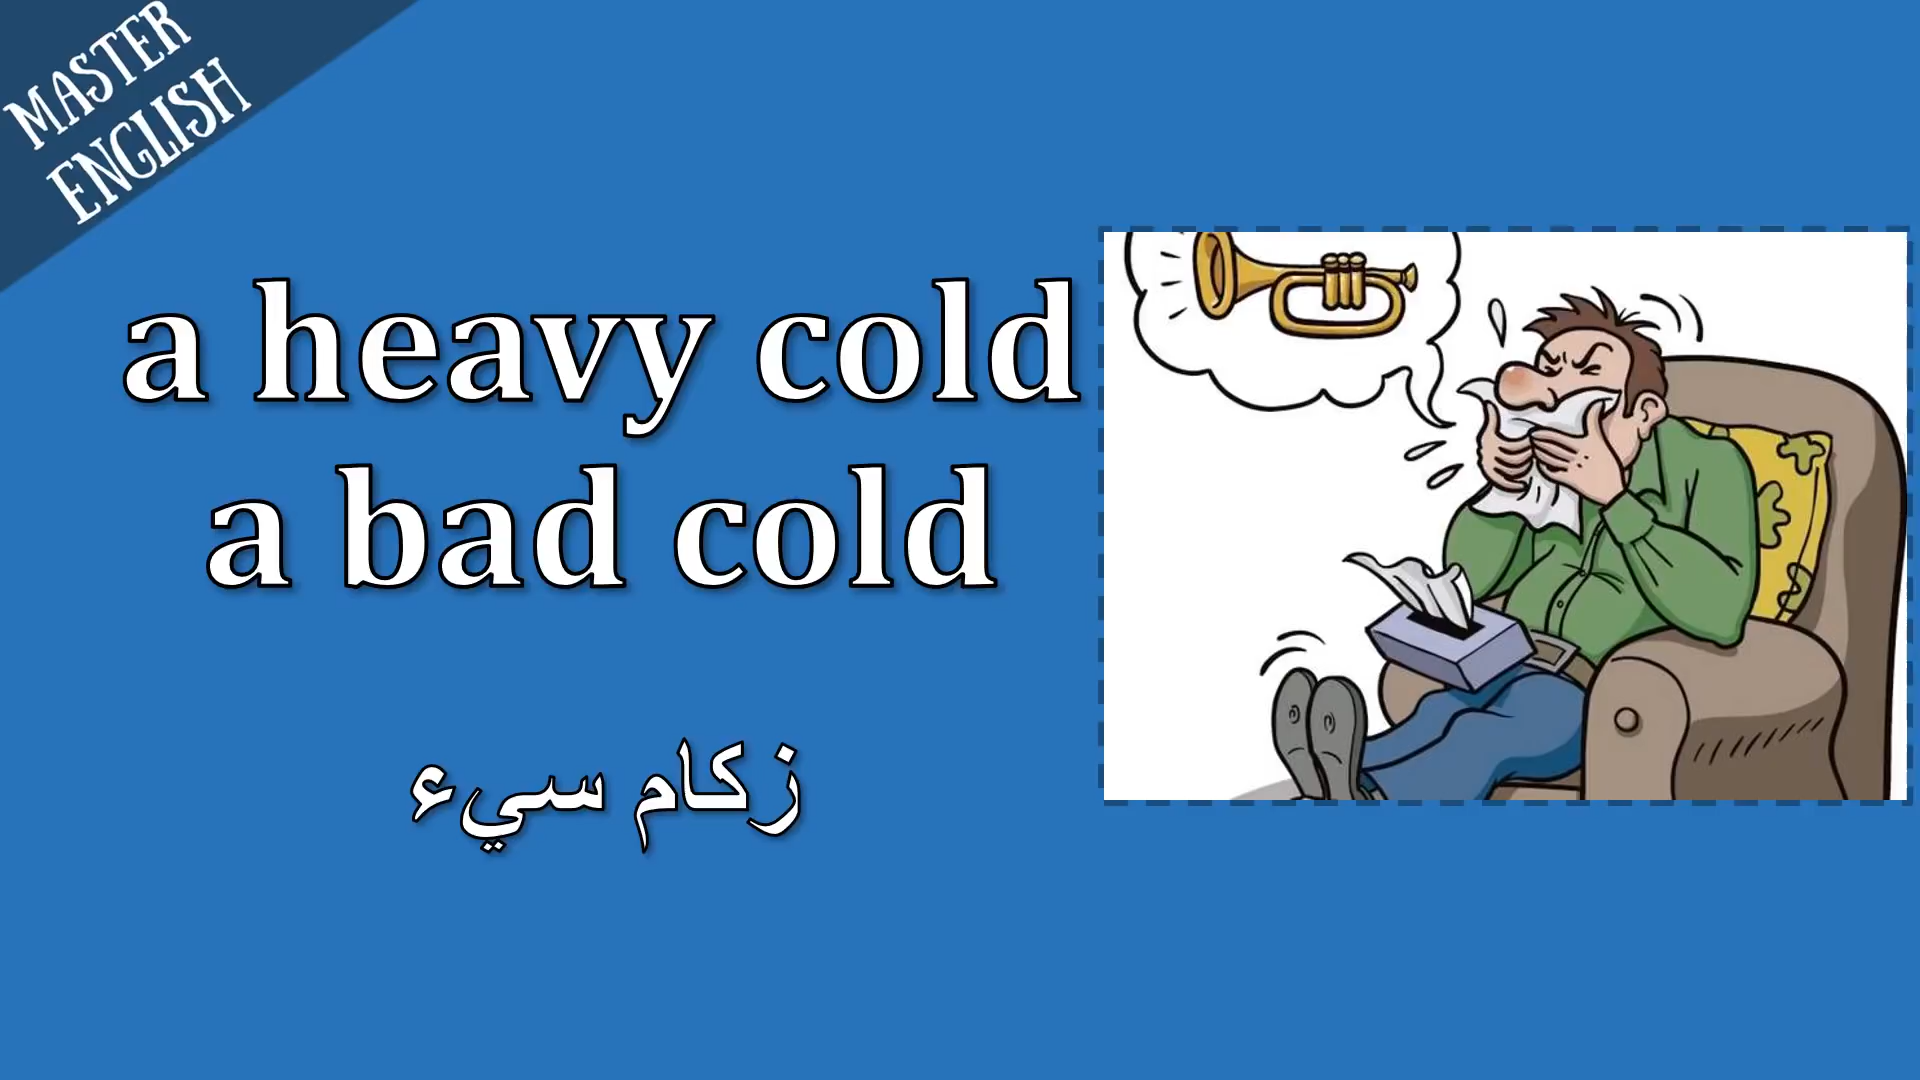 MASTER
ENGLISH
a heavy cold
a bad cold
زكام سيء